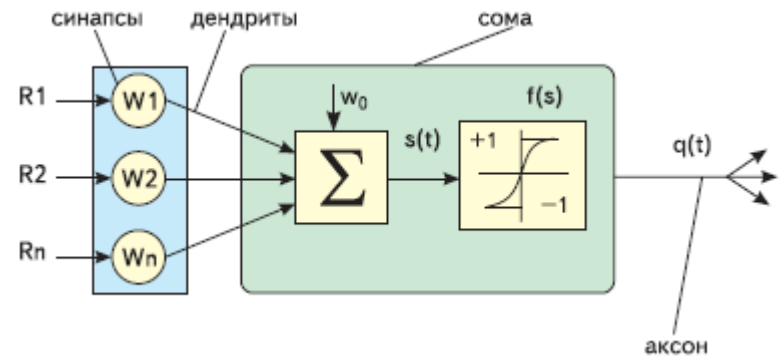 синапсы дендриты сома
R1 W1 w₀ f(s)
+1 s(t) q(t)
R2 W2 Σ
−1
Rn Wn
аксон